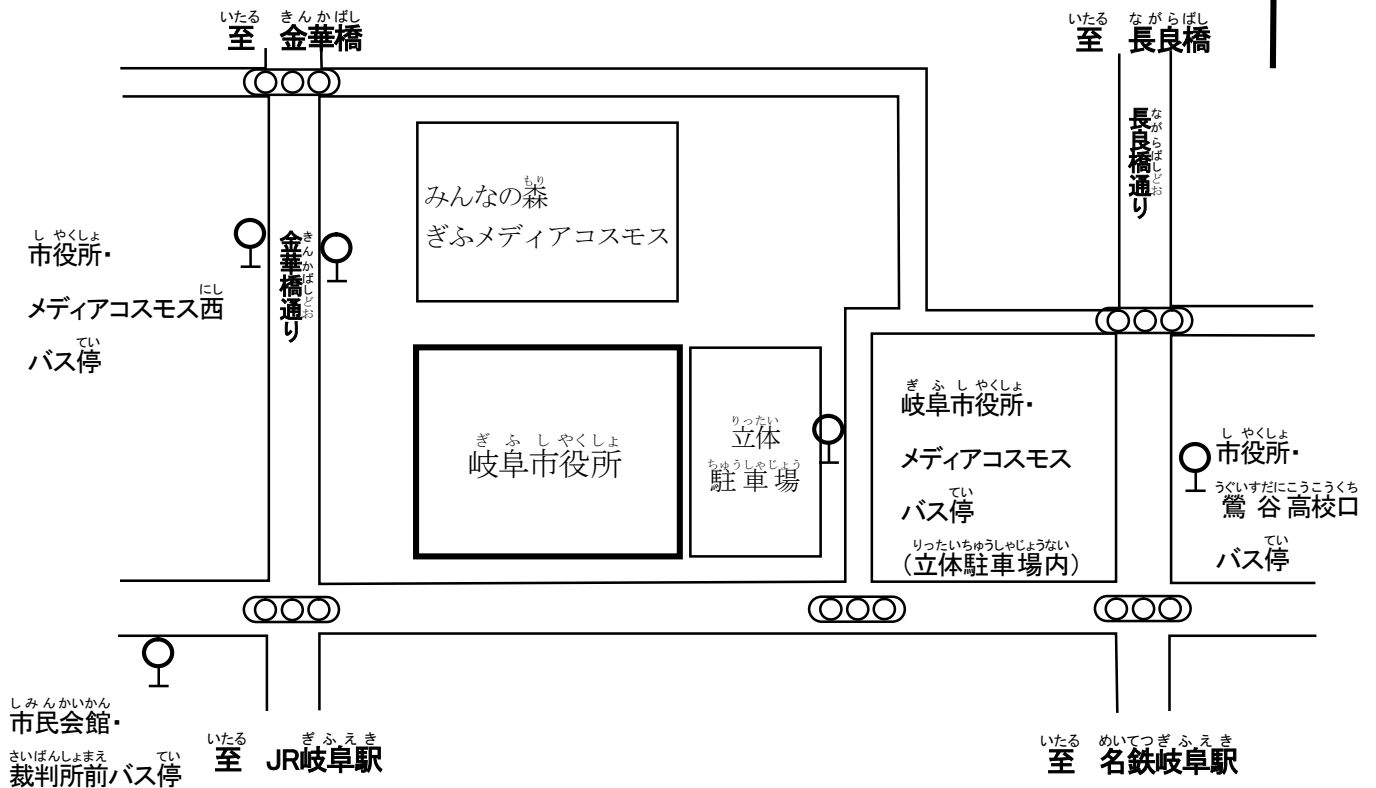 至 金華橋
至 長良橋
長良橋通り
みんなの森
ぎふメディアコスモス
市役所・
メディアコスモス西
バス停
金華橋通り
岐阜市役所
立体
駐車場
岐阜市役所・
メディアコスモス
バス停
（立体駐車場内）
市役所・
鶯谷高校口
バス停
市民会館・
裁判所前バス停
至 JR岐阜駅
至 名鉄岐阜駅